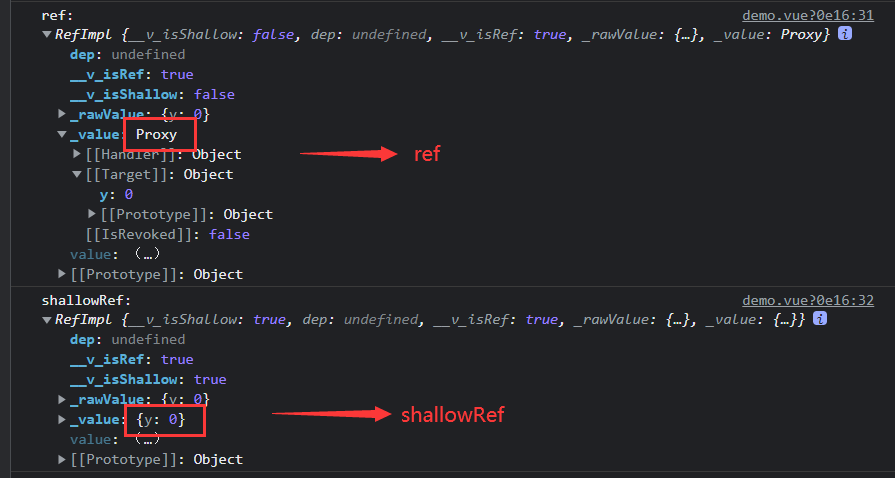 ref: demo.vue?0e16:31
▼RefImpl {__v_isShallow: false, dep: undefined, __v_isRef: true, _rawValue: {…}, _value: Proxy} i
dep: undefined
__v_isRef: true
__v_isShallow: false
▶_rawValue: {y: 0}
▼_value: Proxy
▶[[Handler]]: Object ref
▼[[Target]]: Object
y: 0
▶[[Prototype]]: Object
[[IsRevoked]]: false
value: (…)
▶[[Prototype]]: Object
shallowRef: demo.vue?0e16:32
▼RefImpl {__v_isShallow: true, dep: undefined, __v_isRef: true, _rawValue: {…}, _value: {…}} i
dep: undefined
__v_isRef: true
__v_isShallow: true
▶_rawValue: {y: 0}
▶_value: {y: 0} shallowRef
value: (…)
▶[[Prototype]]: Object